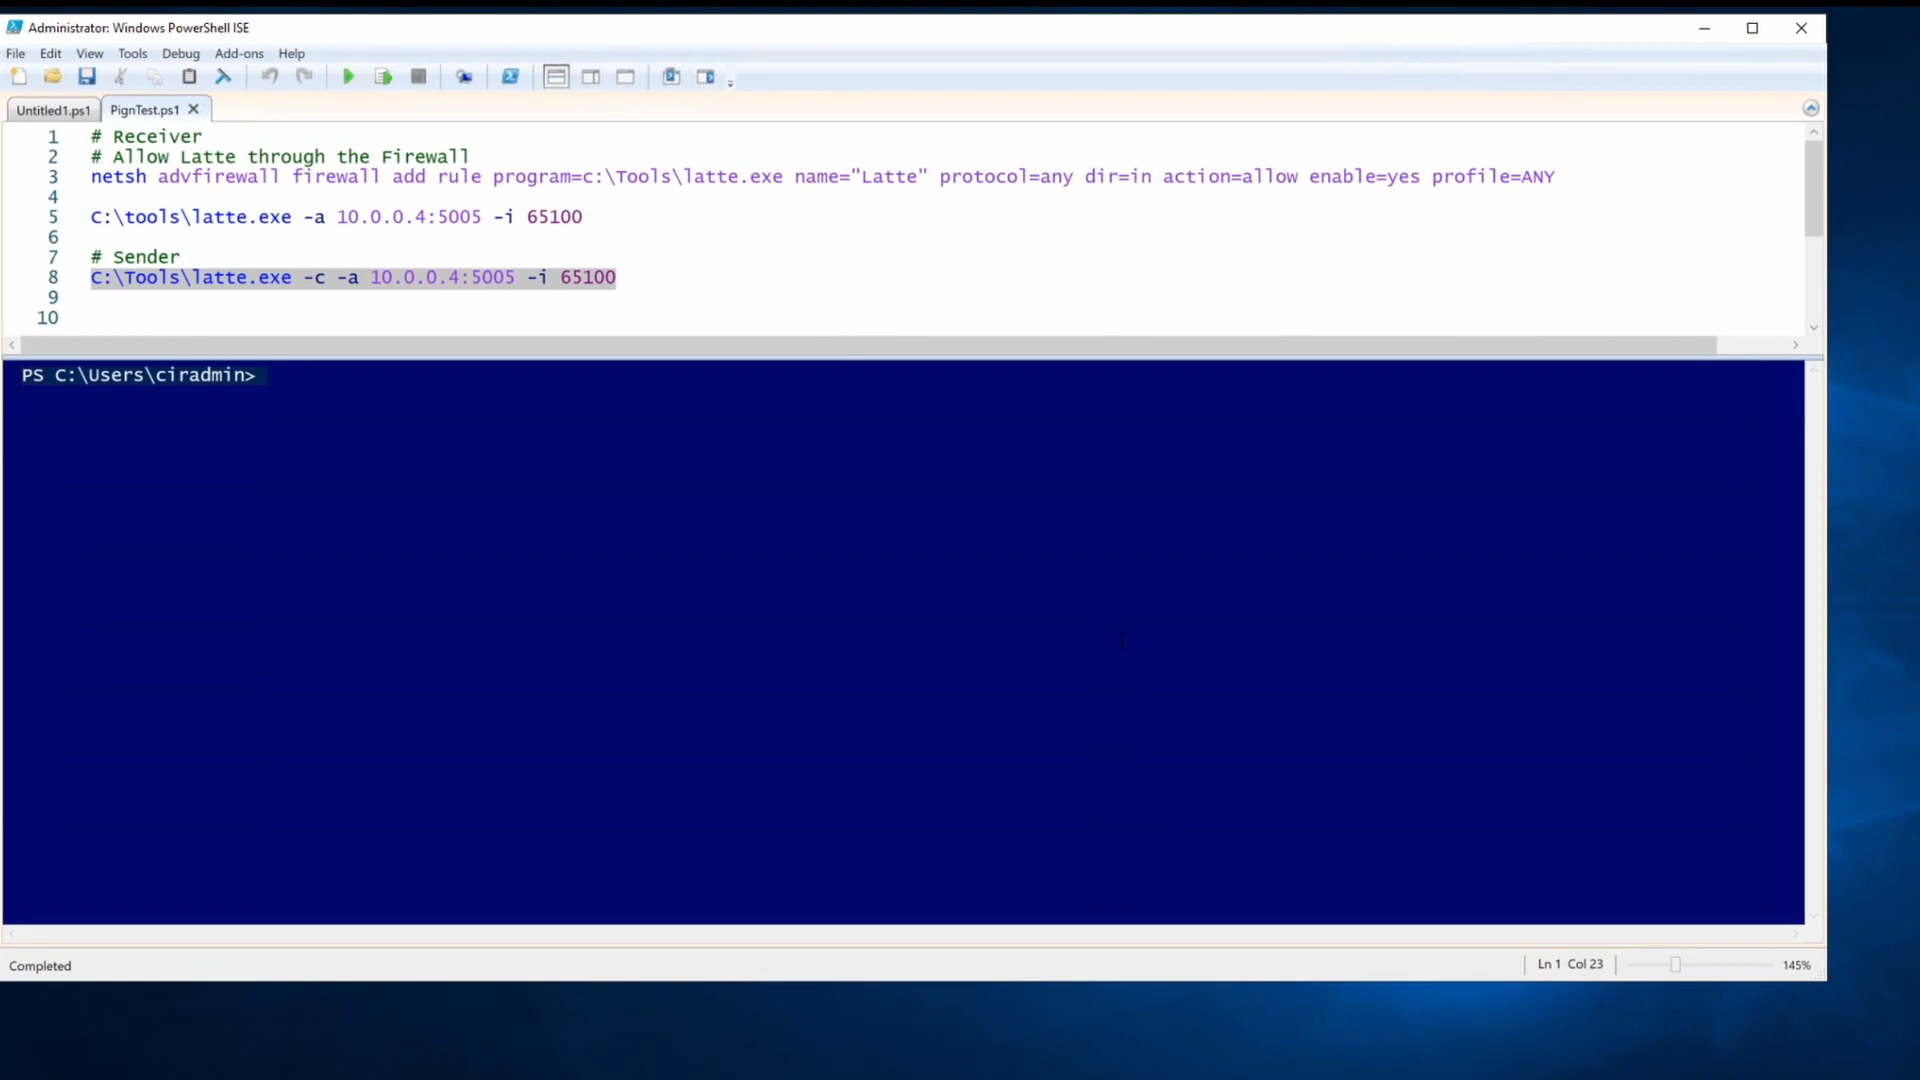 Administrator: Windows PowerShell ISE
File Edit View Tools Debug Add-ons Help
Untitled1.ps1 PignTest.ps1
1 # Receiver
2 # Allow Latte through the Firewall
3 netsh advfirewall firewall add rule program=c:\Tools\latte.exe name="Latte" protocol=any dir=in action=allow enable=yes profile=ANY
4
5 C:\tools\latte.exe -a 10.0.0.4:5005 -i 65100
6
7 # Sender
8 C:\Tools\latte.exe -c -a 10.0.0.4:5005 -i 65100
9
10
PS C:\Users\ciradmin>
Completed Ln 1 Col 23 145%